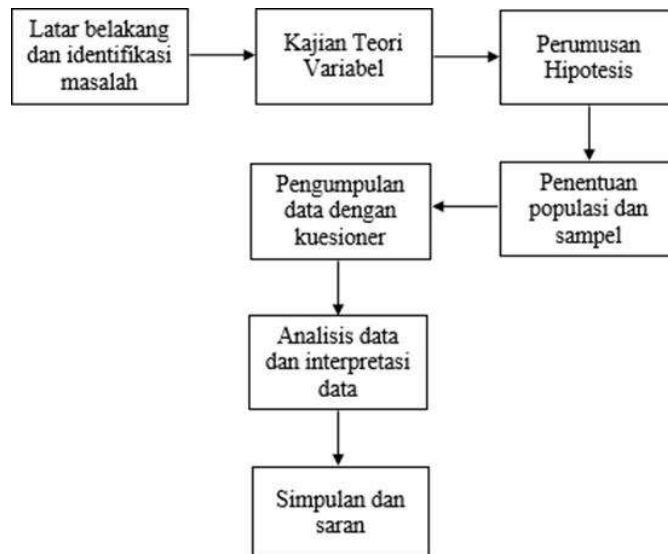 Latar belakang
dan identifikasi
masalah
Kajian Teori
Variabel
Perumusan
Hipotesis
Penentuan
populasi dan
sampel
Pengumpulan
data dengan
kuesioner
Analisis data
dan interpretasi
data
Simpulan dan
saran